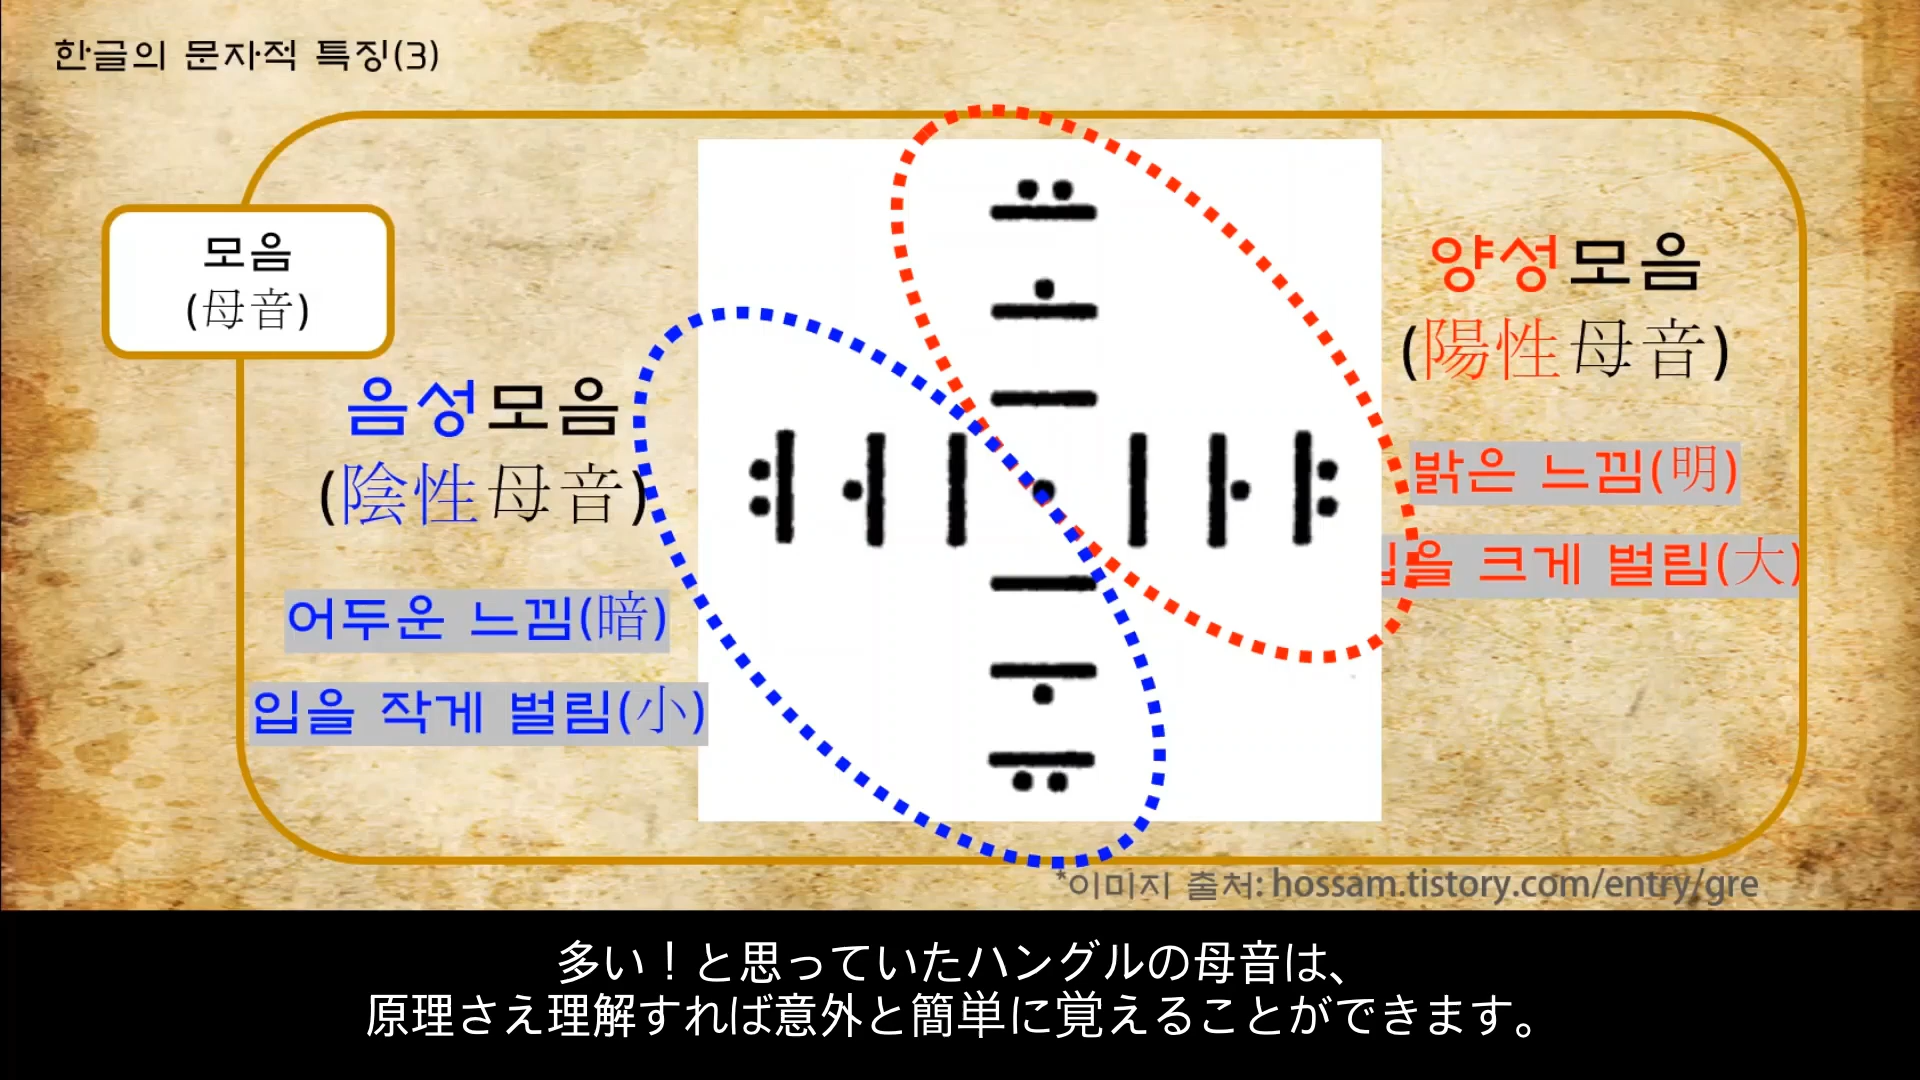 한글의 문자적 특징(3)
모음
(母音)
음성모음
(陰性母音)
어두운 느낌(暗)
입을 작게 벌림(小)
양성모음
(陽性母音)
밝은 느낌(明)
입을 크게 벌림(大)
*이미지 출처: hossam.tistory.com/entry/gre
多い！と思っていたハングルの母音は、
原理さえ理解すれば意外と簡単に覚えることができます。